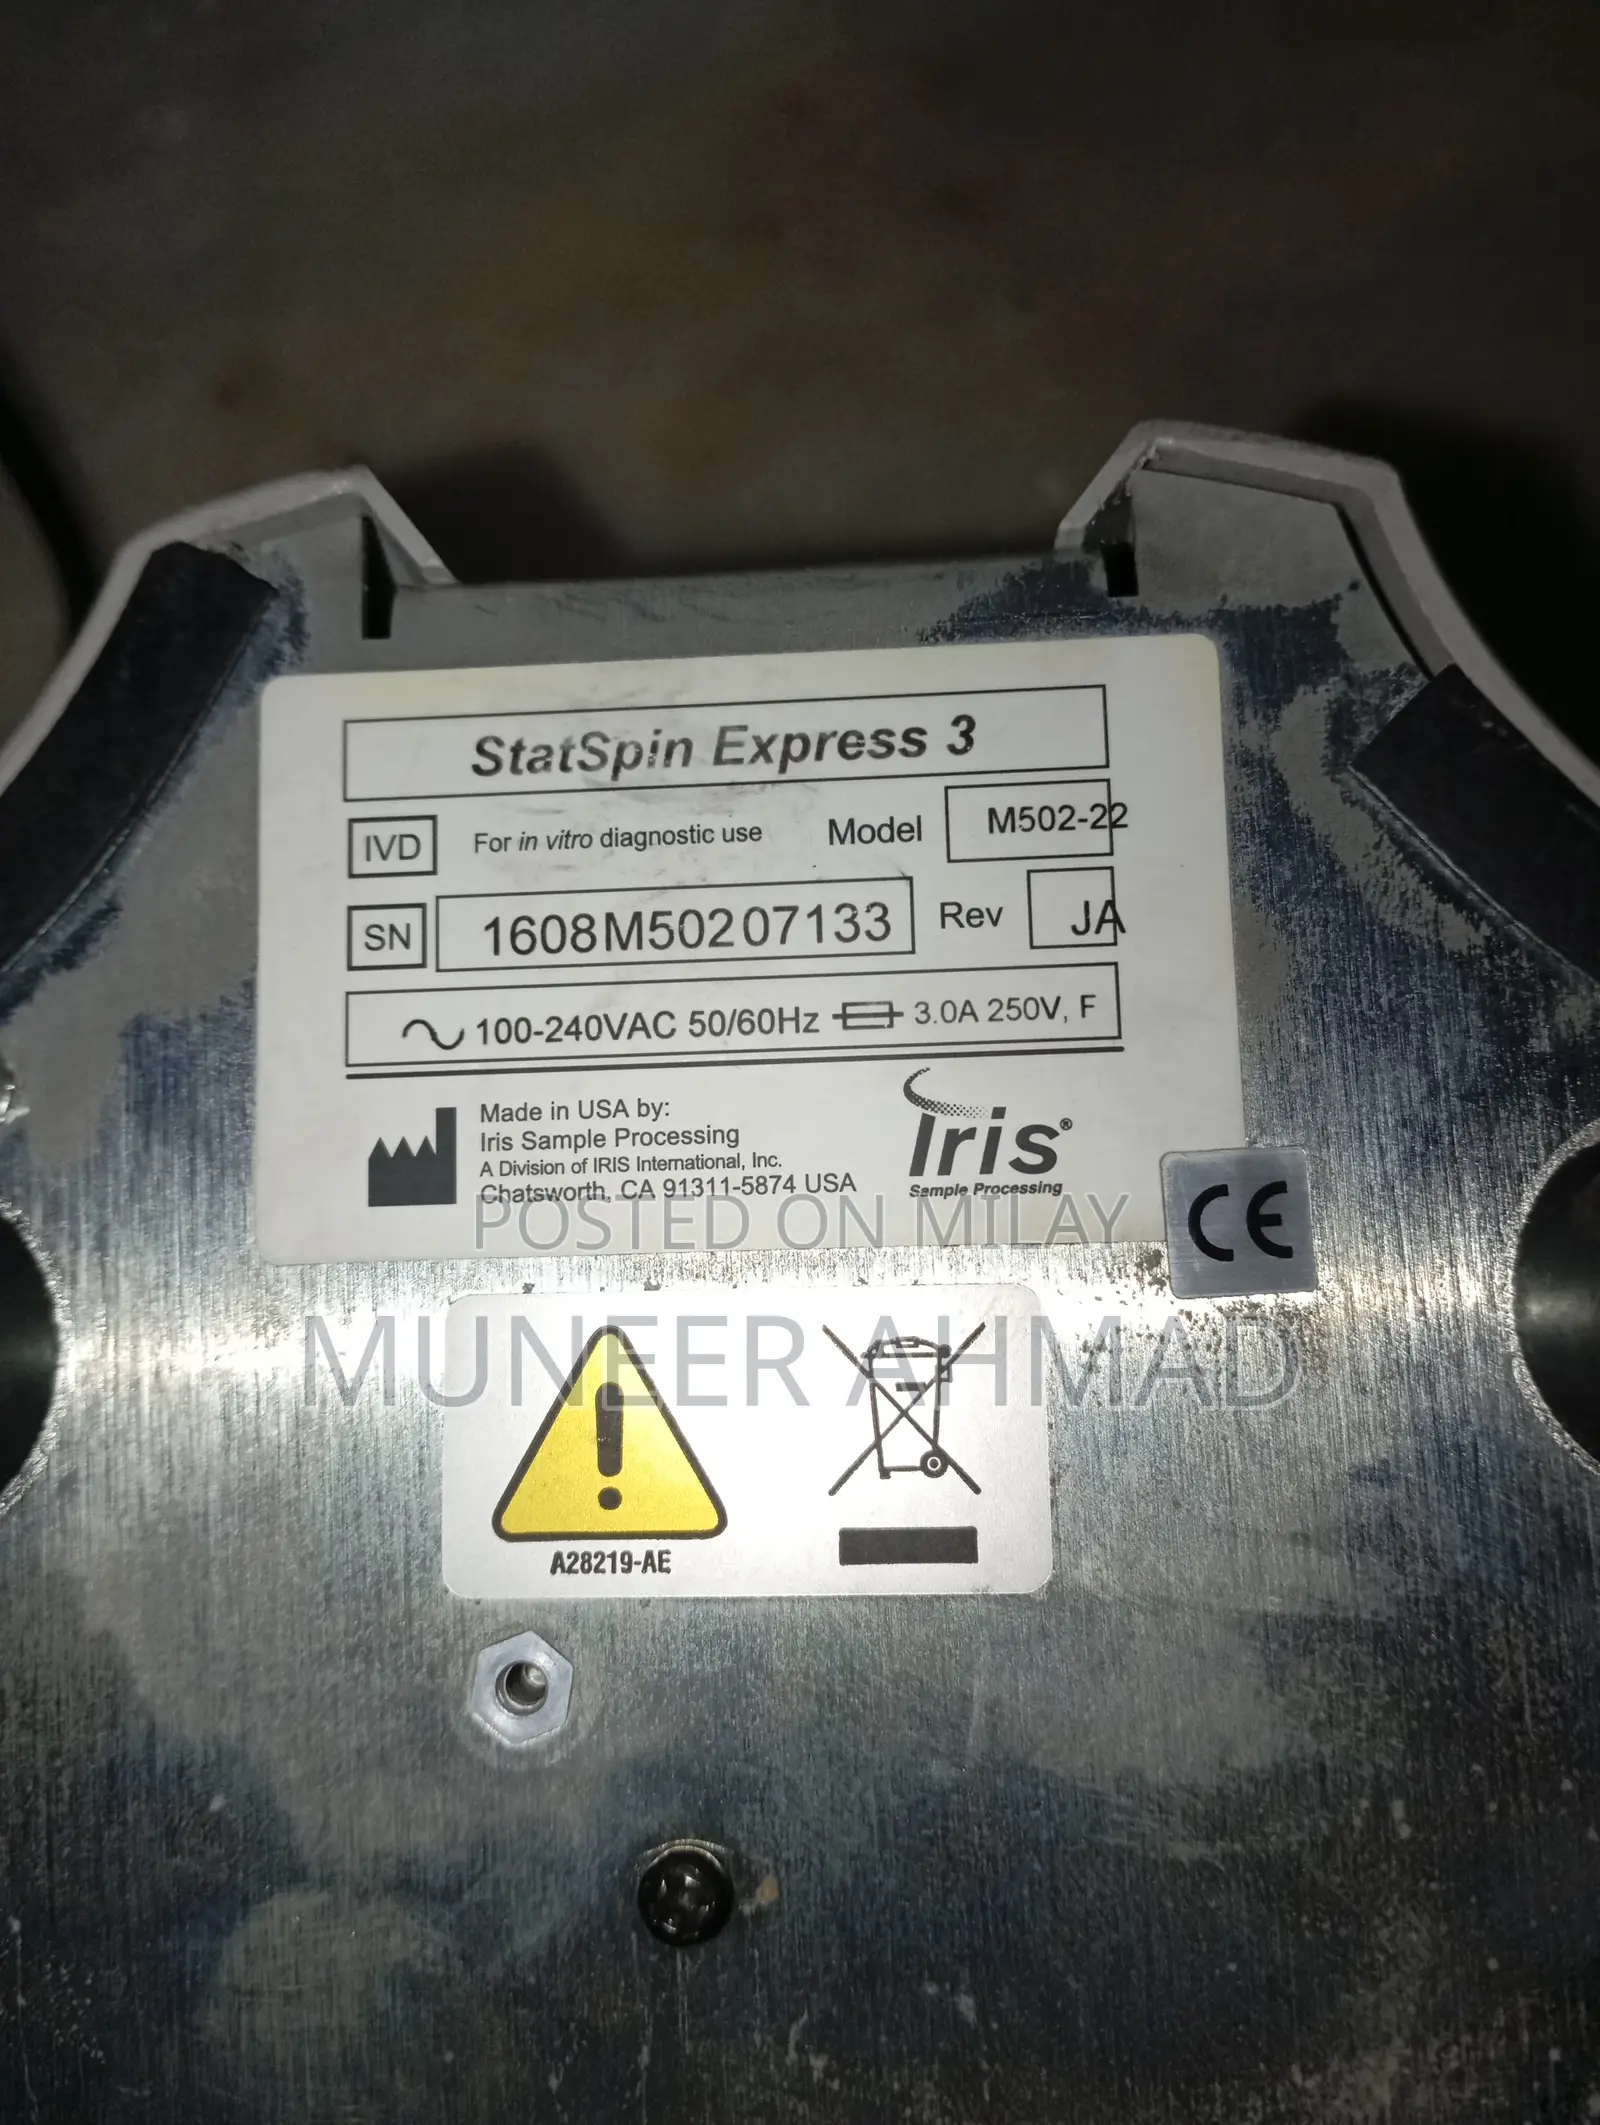 StatSpin Express 3
IVD For in vitro diagnostic use Model M502-22
SN 1608M50207133 Rev JA
100-240VAC 50/60Hz 3.0A 250V, F
Made in USA by:
Iris Sample Processing
A Division of IRIS International, Inc.
Chatsworth, CA 91311-5874 USA
Iris®
Sample Processing
CE
POSTED ON MILAY
MUNEER AHMAD
A28219-AE